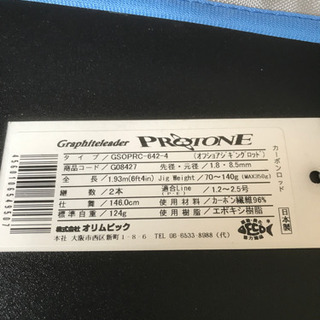 Graphiteleader PROTONE
タイプ/GSOPRC-642-4 (オフショアジギングロッド)
商品コード/G08427 先径・元径/1.8・8.5mm
全長/1.93m(6ft4in) Jig Weight/70~140g(MAX350g)
継数/2本 適合Line(PE)/1.2~2.5号
仕舞/146.0cm 使用材料/カーボン繊維96%
標準自重/124g 使用樹脂/エポキシ樹脂
株式会社オリムピック
本社 大阪市西区新町1-8-6 TEL 06-6533-8988(代)
カーボンロッド
日本製